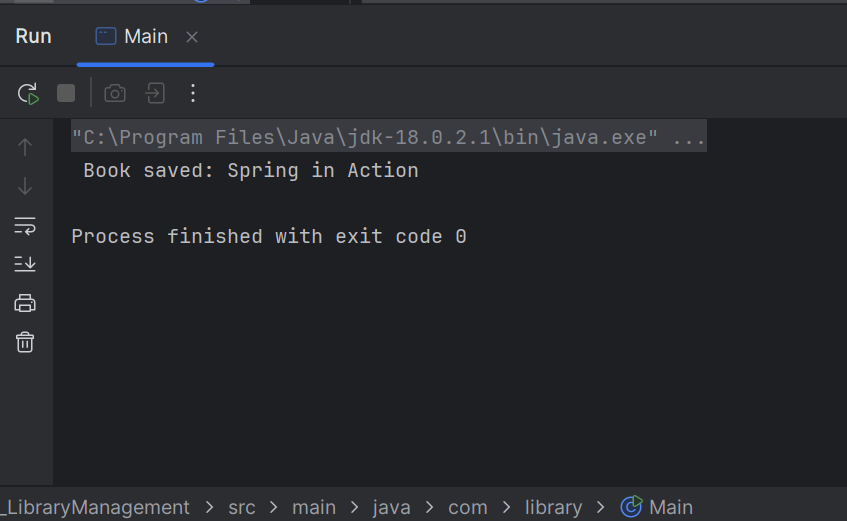 Run Main
"C:\Program Files\Java\jdk-18.0.2.1\bin\java.exe" ...
Book saved: Spring in Action
Process finished with exit code 0
_LibraryManagement > src > main > java > com > library > Main